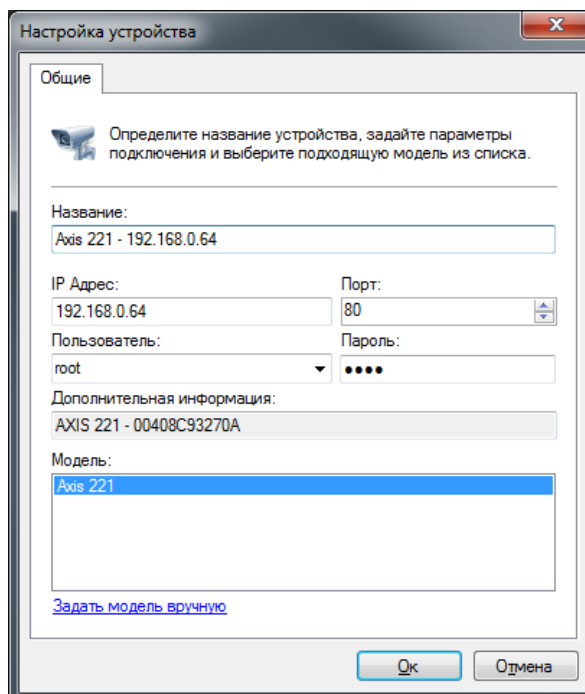 Настройка устройства
Общие
Определите название устройства, задайте параметры
подключения и выберите подходящую модель из списка.
Название:
Axis 221 - 192.168.0.64
IP Адрес:
Порт:
192.168.0.64
80
Пользователь:
Пароль:
root
●●●●
Дополнительная информация:
AXIS 221 - 00408C93270A
Модель:
Axis 221
Задать модель вручную
Ок
Отмена